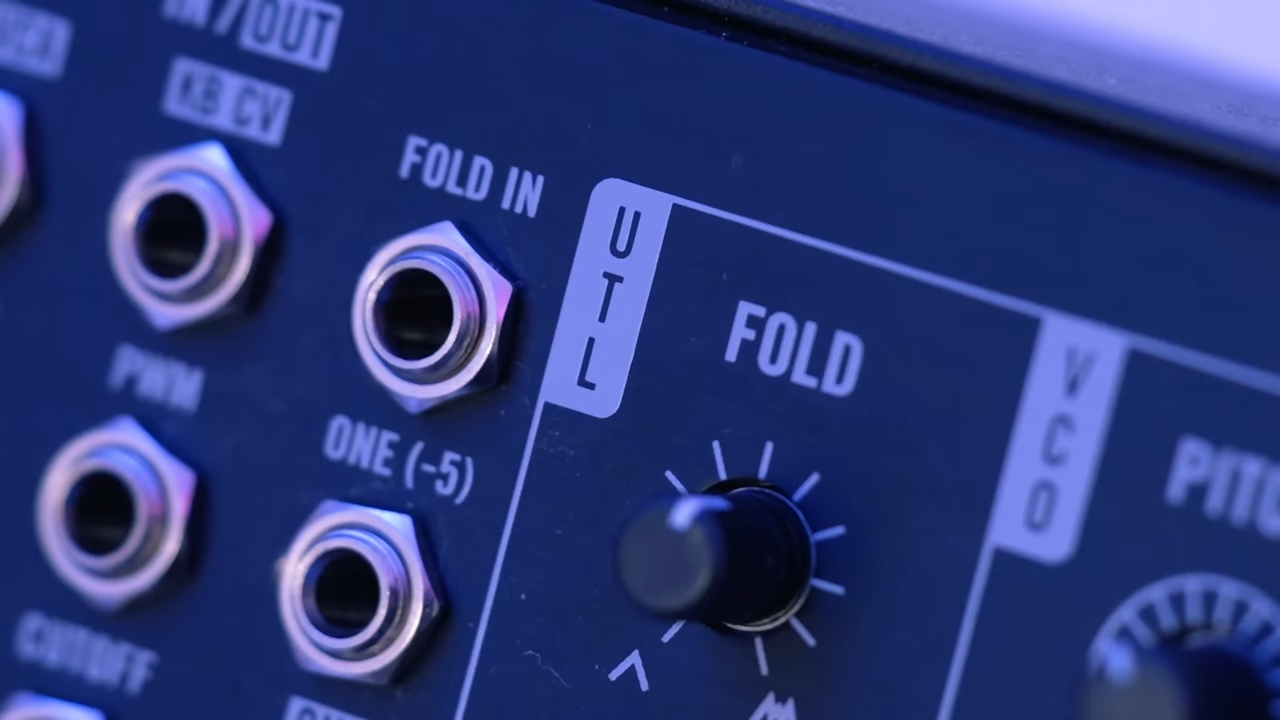 IN / OUT
KB CV
FOLD IN
UTL
FOLD
VCO
PWM
ONE (-5)
CUTOFF